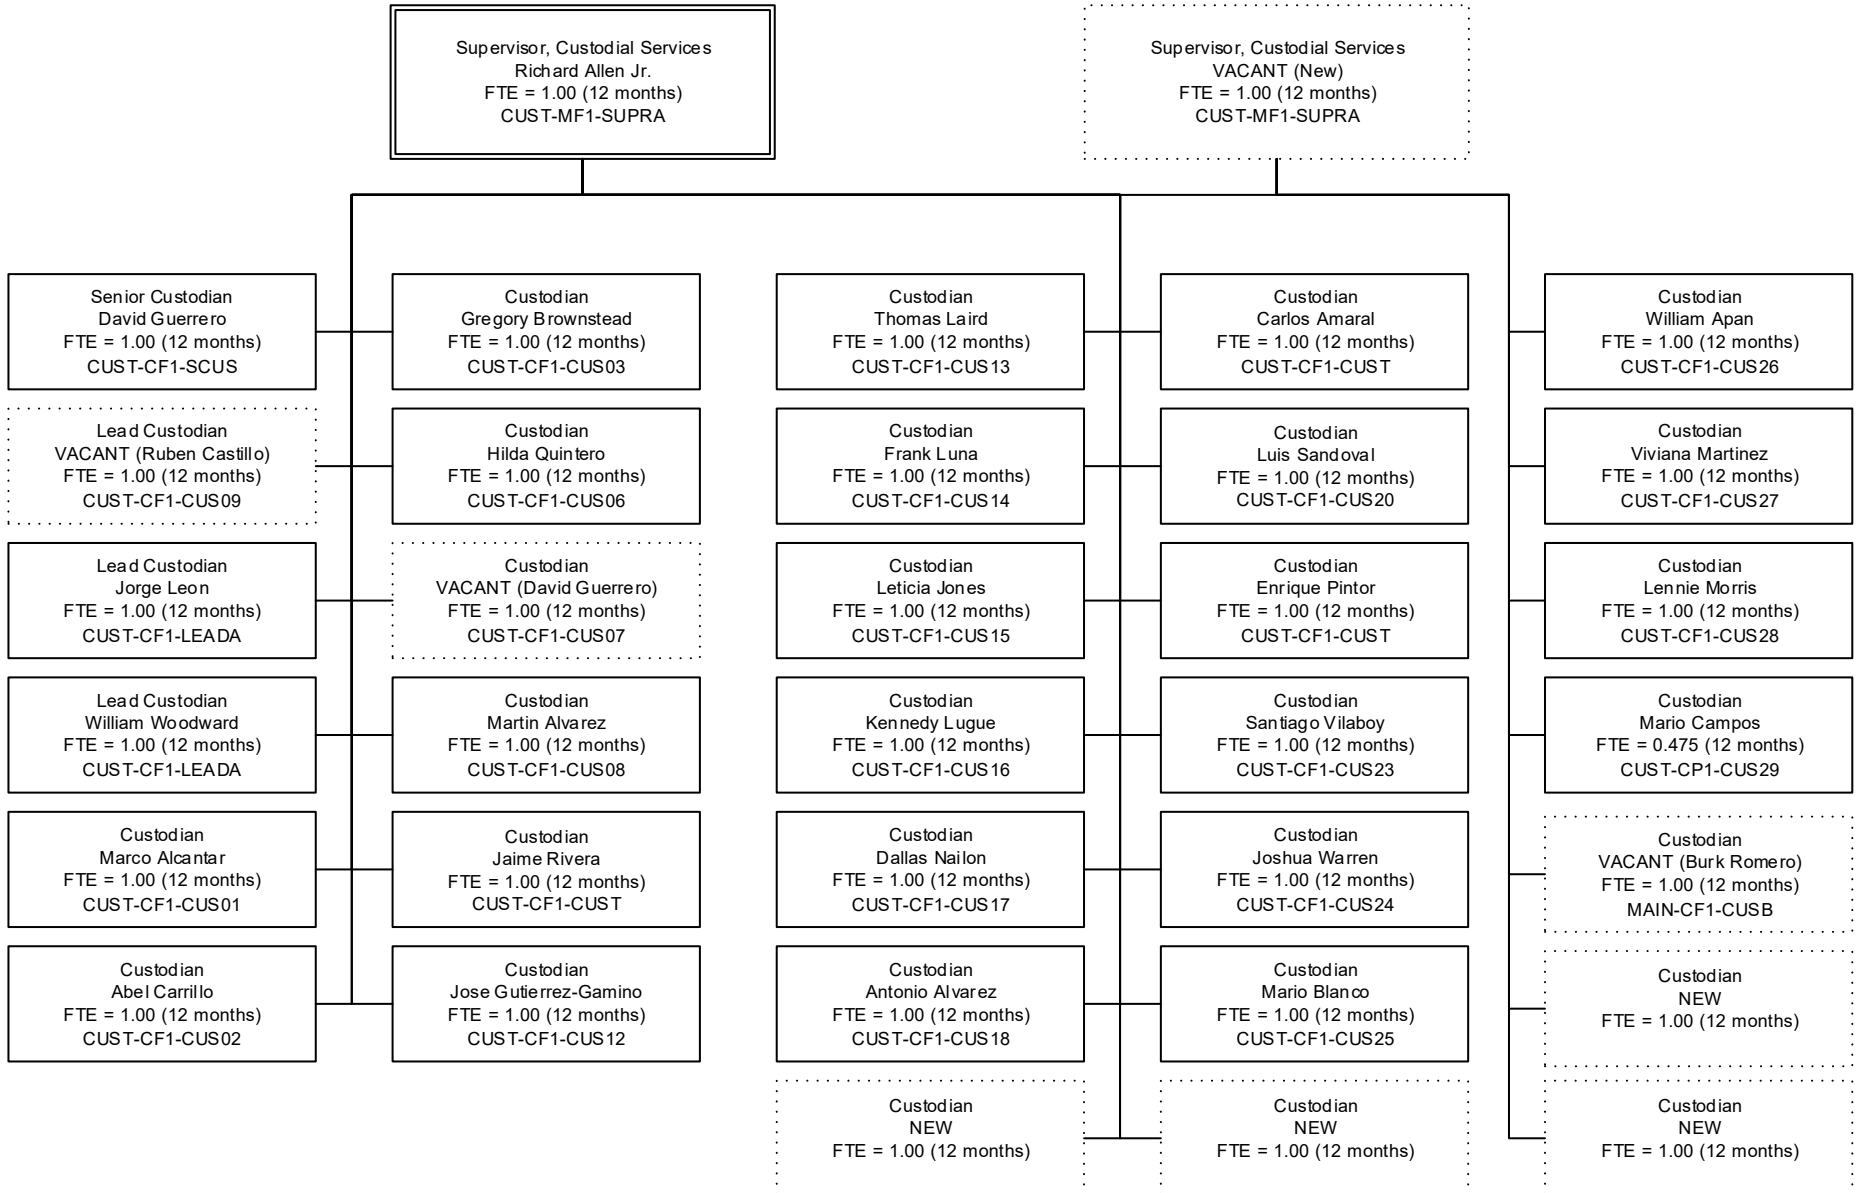 Supervisor, Custodial Services
Richard Allen Jr.
FTE = 1.00 (12 months)
CUST-MF1-SUPRA
Supervisor, Custodial Services
VACANT (New)
FTE = 1.00 (12 months)
CUST-MF1-SUPRA
Senior Custodian
David Guerrero
FTE = 1.00 (12 months)
CUST-CF1-SCUS
Custodian
Gregory Brownstead
FTE = 1.00 (12 months)
CUST-CF1-CUS03
Custodian
Thomas Laird
FTE = 1.00 (12 months)
CUST-CF1-CUS13
Custodian
Carlos Amaral
FTE = 1.00 (12 months)
CUST-CF1-CUST
Custodian
William Apan
FTE = 1.00 (12 months)
CUST-CF1-CUS26
Lead Custodian
VACANT (Ruben Castillo)
FTE = 1.00 (12 months)
CUST-CF1-CUS09
Custodian
Hilda Quintero
FTE = 1.00 (12 months)
CUST-CF1-CUS06
Custodian
Frank Luna
FTE = 1.00 (12 months)
CUST-CF1-CUS14
Custodian
Luis Sandoval
FTE = 1.00 (12 months)
CUST-CF1-CUS20
Custodian
Viviana Martinez
FTE = 1.00 (12 months)
CUST-CF1-CUS27
Lead Custodian
Jorge Leon
FTE = 1.00 (12 months)
CUST-CF1-LEADA
Custodian
VACANT (David Guerrero)
FTE = 1.00 (12 months)
CUST-CF1-CUS07
Custodian
Leticia Jones
FTE = 1.00 (12 months)
CUST-CF1-CUS15
Custodian
Enrique Pintor
FTE = 1.00 (12 months)
CUST-CF1-CUST
Custodian
Lennie Morris
FTE = 1.00 (12 months)
CUST-CF1-CUS28
Lead Custodian
William Woodward
FTE = 1.00 (12 months)
CUST-CF1-LEADA
Custodian
Martin Alvarez
FTE = 1.00 (12 months)
CUST-CF1-CUS08
Custodian
Kennedy Lugue
FTE = 1.00 (12 months)
CUST-CF1-CUS16
Custodian
Santiago Vilaboy
FTE = 1.00 (12 months)
CUST-CF1-CUS23
Custodian
Mario Campos
FTE = 0.475 (12 months)
CUST-CP1-CUS29
Custodian
Marco Alcantar
FTE = 1.00 (12 months)
CUST-CF1-CUS01
Custodian
Jaime Rivera
FTE = 1.00 (12 months)
CUST-CF1-CUST
Custodian
Dallas Nailon
FTE = 1.00 (12 months)
CUST-CF1-CUS17
Custodian
Joshua Warren
FTE = 1.00 (12 months)
CUST-CF1-CUS24
Custodian
VACANT (Burk Romero)
FTE = 1.00 (12 months)
MAIN-CF1-CUSB
Custodian
Abel Carrillo
FTE = 1.00 (12 months)
CUST-CF1-CUS02
Custodian
Jose Gutierrez-Gamino
FTE = 1.00 (12 months)
CUST-CF1-CUS12
Custodian
Antonio Alvarez
FTE = 1.00 (12 months)
CUST-CF1-CUS18
Custodian
Mario Blanco
FTE = 1.00 (12 months)
CUST-CF1-CUS25
Custodian
NEW
FTE = 1.00 (12 months)
Custodian
NEW
FTE = 1.00 (12 months)
Custodian
NEW
FTE = 1.00 (12 months)
Custodian
NEW
FTE = 1.00 (12 months)